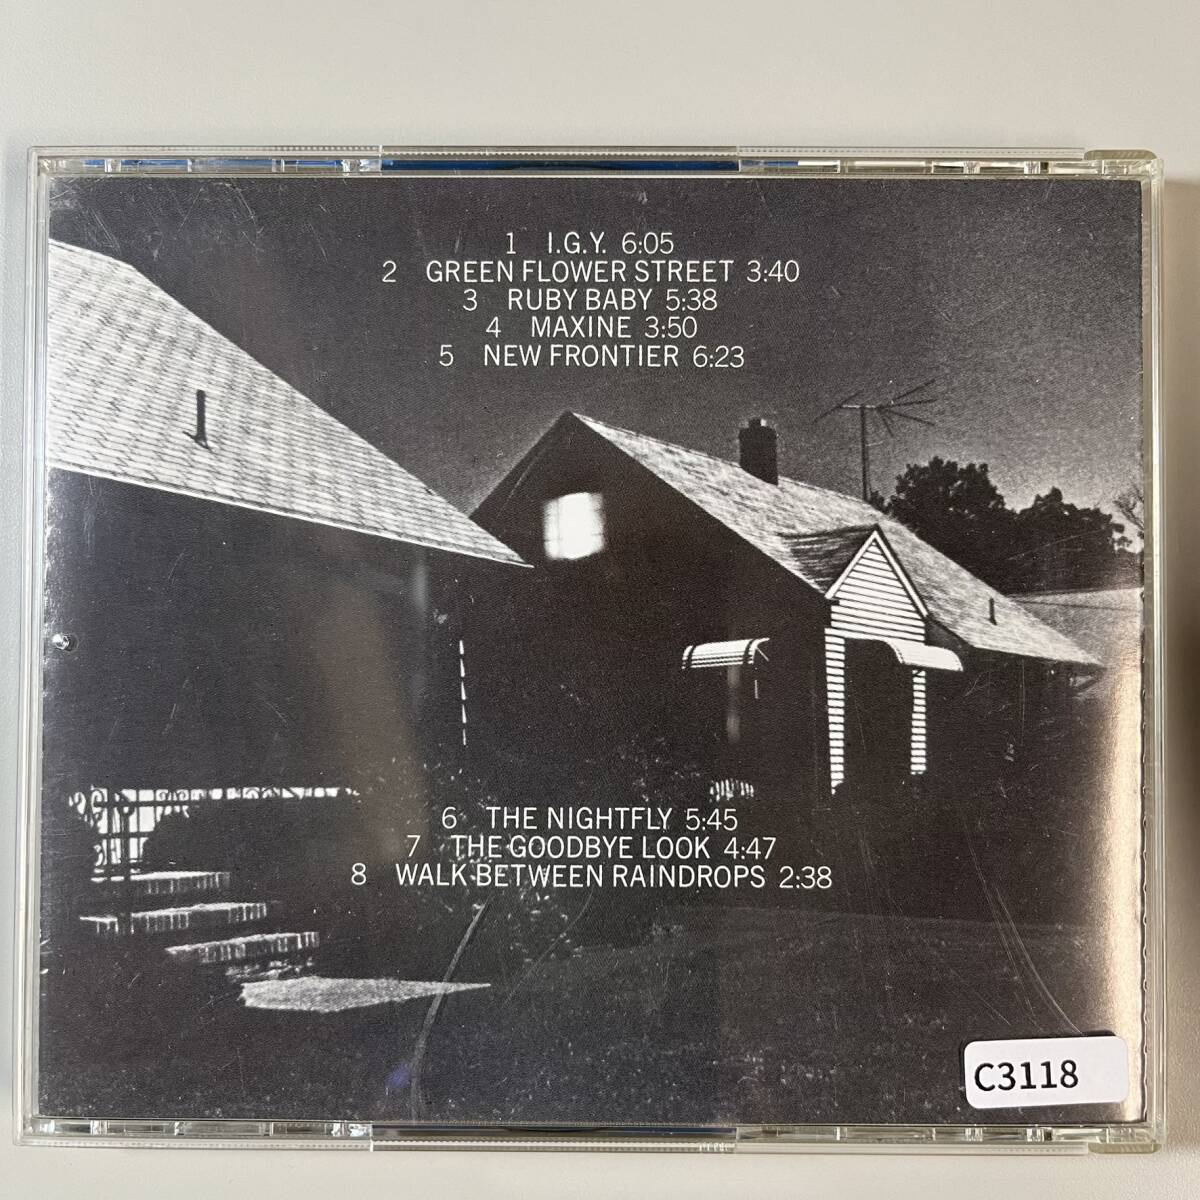 1 I.G.Y. 6:05
2 GREEN FLOWER STREET 3:40
3 RUBY BABY 5:38
4 MAXINE 3:50
5 NEW FRONTIER 6:23
6 THE NIGHTFLY 5:45
7 THE GOODBYE LOOK 4:47
8 WALK BETWEEN RAINDROPS 2:38
C3118